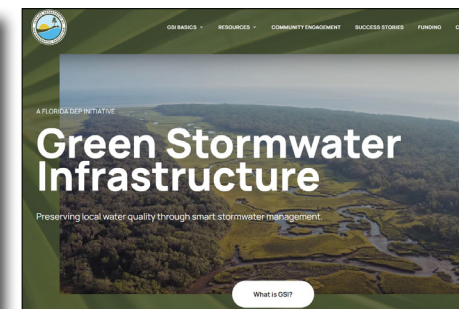 GSI BASICS
RESOURCES
COMMUNITY ENGAGEMENT
SUCCESS STORIES
FUNDING
A FLORIDA DEP INITIATIVE
Green Stormwater
Infrastructure
Preserving local water quality through smart stormwater management.
What is GSI?